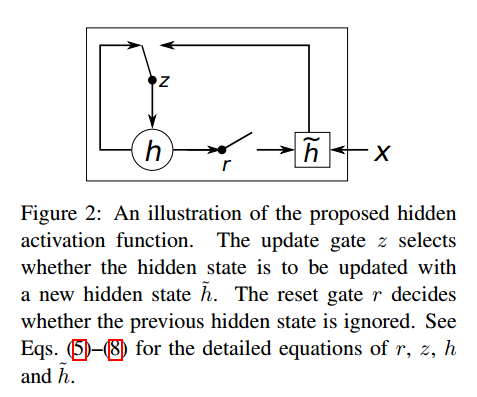 z
h
r
h̃
x
Figure 2: An illustration of the proposed hidden
activation function. The update gate z selects
whether the hidden state is to be updated with
a new hidden state h̃. The reset gate r decides
whether the previous hidden state is ignored. See
Eqs. (5)–(8) for the detailed equations of r, z, h
and h̃.